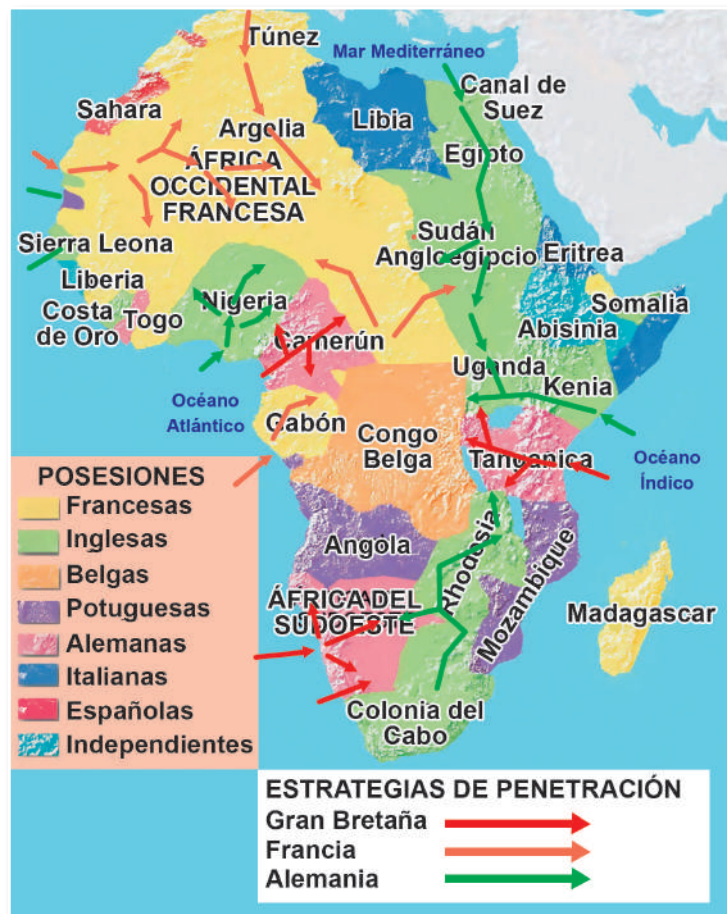 Túnez
Mar Mediterráneo
Canal de
Suez
Sahara
Argelia
Libia
Egipto
ÁFRICA
OCCIDENTAL
FRANCESA
Sudán
Angloegipcio
Eritrea
Sierra Leona
Liberia
Costa
de Oro
Togo
Nigeria
Camerún
Somalia
Abisinia
Uganda
Kenia
Océano
Atlántico
Gabón
Congo
Belga
Tanganica
Océano
Índico
Angola
Rhodesia
Mozambique
Madagascar
ÁFRICA DEL
SUDOESTE
Colonia del
Cabo
POSESIONES
Francesas
Inglesas
Belgas
Potuguesas
Alemanas
Italianas
Españolas
Independientes
ESTRATEGIAS DE PENETRACIÓN
Gran Bretaña
Francia
Alemania